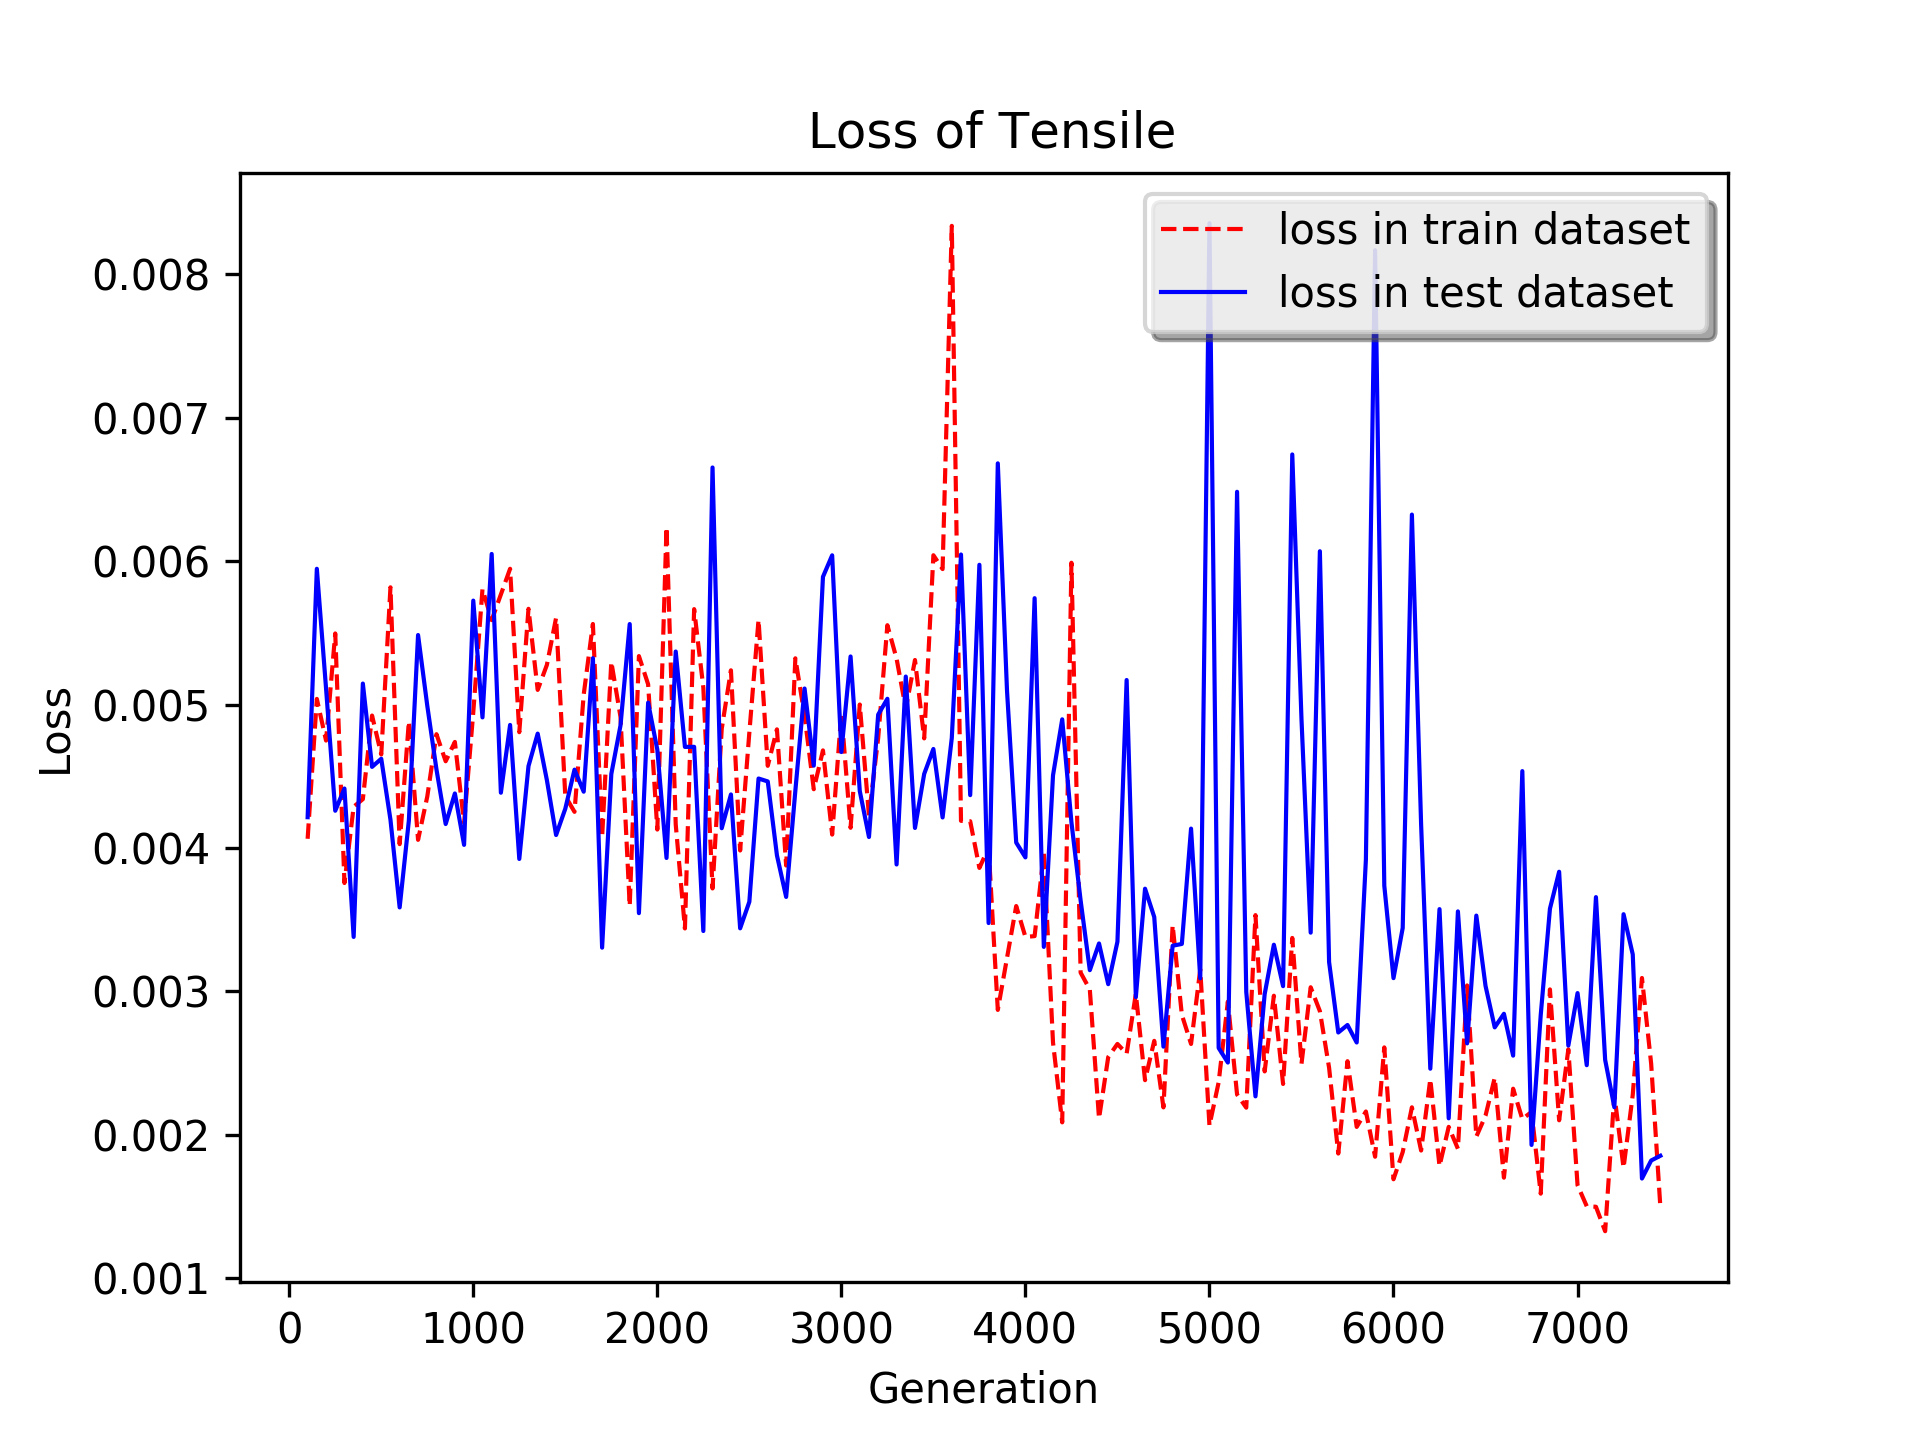 Loss of Tensile
loss in train dataset
loss in test dataset
0.008
0.007
0.006
0.005
0.004
0.003
0.002
0.001
Loss
0 1000 2000 3000 4000 5000 6000 7000
Generation